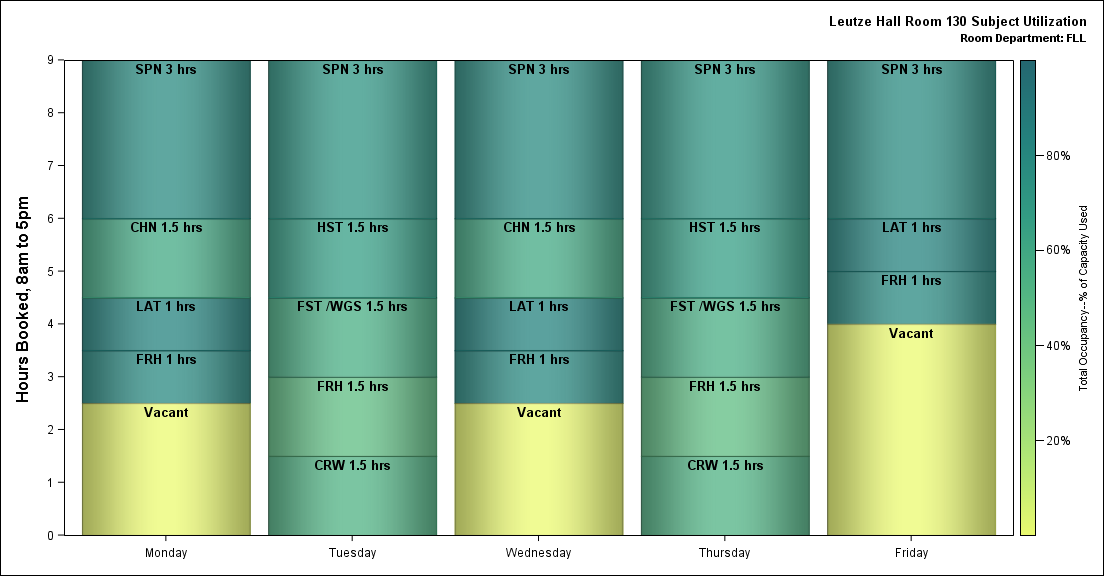 Leutze Hall Room 130 Subject Utilization
Room Department: FLL
Hours Booked, 8am to 5pm
9
8
7
6
5
4
3
2
1
0
SPN 3 hrs
CHN 1.5 hrs
LAT 1 hrs
FRH 1 hrs
Vacant
SPN 3 hrs
HST 1.5 hrs
FST /WGS 1.5 hrs
FRH 1.5 hrs
CRW 1.5 hrs
SPN 3 hrs
CHN 1.5 hrs
LAT 1 hrs
FRH 1 hrs
Vacant
SPN 3 hrs
HST 1.5 hrs
FST /WGS 1.5 hrs
FRH 1.5 hrs
CRW 1.5 hrs
SPN 3 hrs
LAT 1 hrs
FRH 1 hrs
Vacant
Monday
Tuesday
Wednesday
Thursday
Friday
80%
60%
40%
20%
Total Occupancy--% of Capacity Used